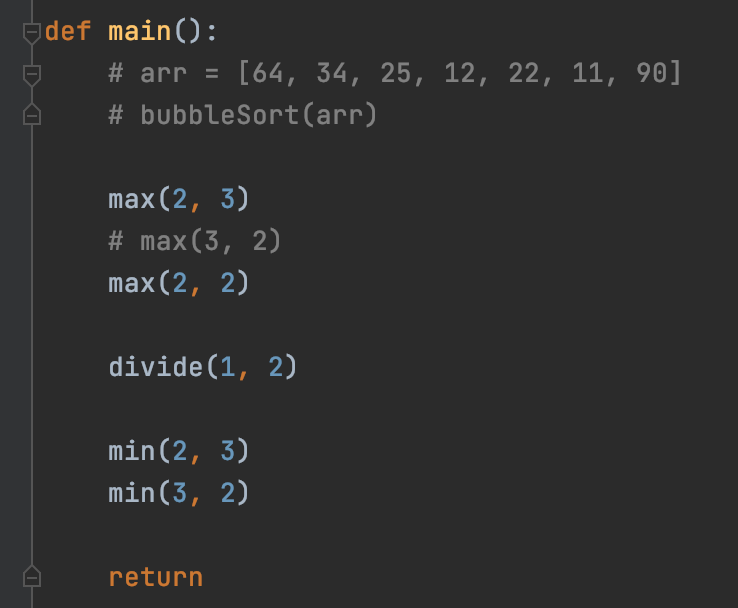 def main():
# arr = [64, 34, 25, 12, 22, 11, 90]
# bubbleSort(arr)
max(2, 3)
# max(3, 2)
max(2, 2)
divide(1, 2)
min(2, 3)
min(3, 2)
return